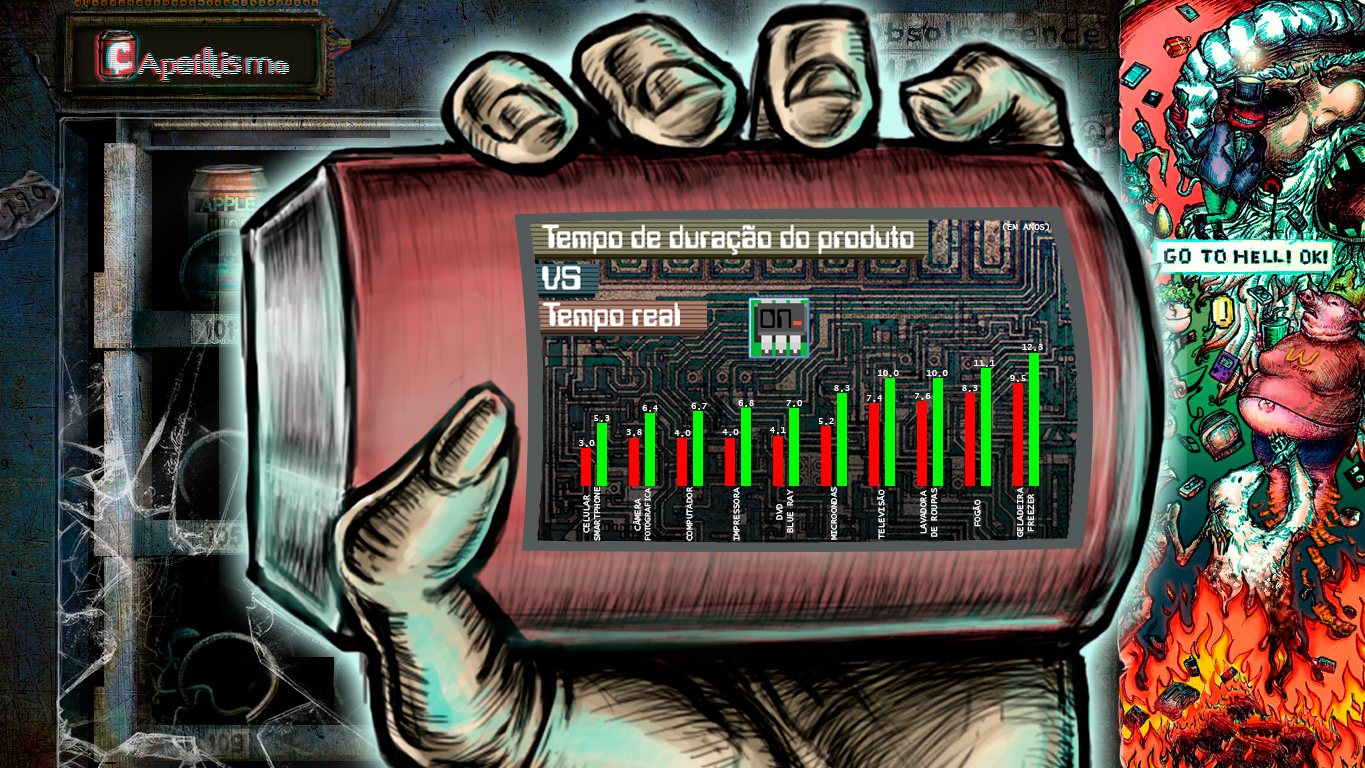 Capetilismo
bsolescence
APPLE
GO TO HELL! OK!
Tempo de duração do produto
(EM ANOS)
VS
Tempo real
on-
3,0 5,3 3,8 6,4 4,0 6,7 4,0 6,8 4,1 7,0 5,2 8,3 7,4 10,0 7,6 10,0 8,3 11,1 9,5 12,3
CELULAR
SMARTPHONE
CÂMERA
FOTOGRAFICA
COMPUTADOR
IMPRESSORA
DVD
BLUE RAY
MICROONDAS
TELEVISÃO
LAVADORA
DE ROUPAS
FOGÃO
GELADEIRA
FREEZER